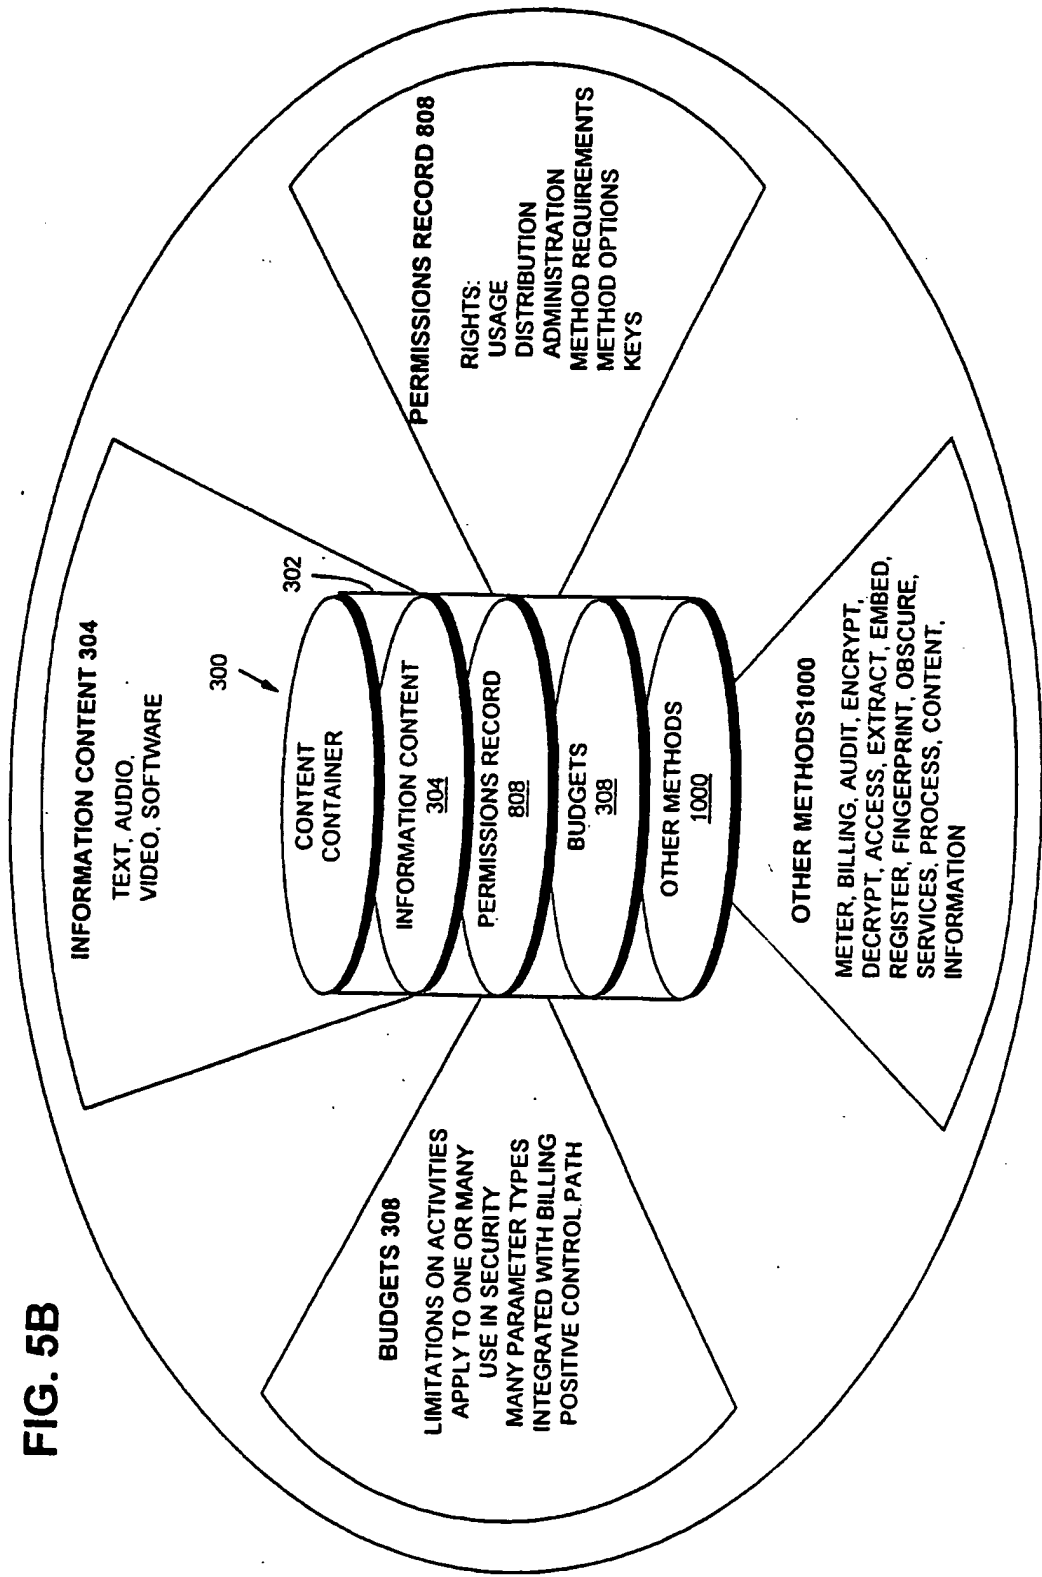 FIG. 5B
INFORMATION CONTENT 304
TEXT, AUDIO,
VIDEO, SOFTWARE
BUDGETS 308
LIMITATIONS ON ACTIVITIES
APPLY TO ONE OR MANY
USE IN SECURITY
MANY PARAMETER TYPES
INTEGRATED WITH BILLING
POSITIVE CONTROL PATH
300
302
CONTENT
CONTAINER
INFORMATION CONTENT
304
PERMISSIONS RECORD
808
BUDGETS
308
OTHER METHODS
1000
PERMISSIONS RECORD 808
RIGHTS:
USAGE
DISTRIBUTION
ADMINISTRATION
METHOD REQUIREMENTS
METHOD OPTIONS
KEYS
OTHER METHODS1000
METER, BILLING, AUDIT, ENCRYPT,
DECRYPT, ACCESS, EXTRACT, EMBED,
REGISTER, FINGERPRINT, OBSCURE,
SERVICES, PROCESS, CONTENT,
INFORMATION